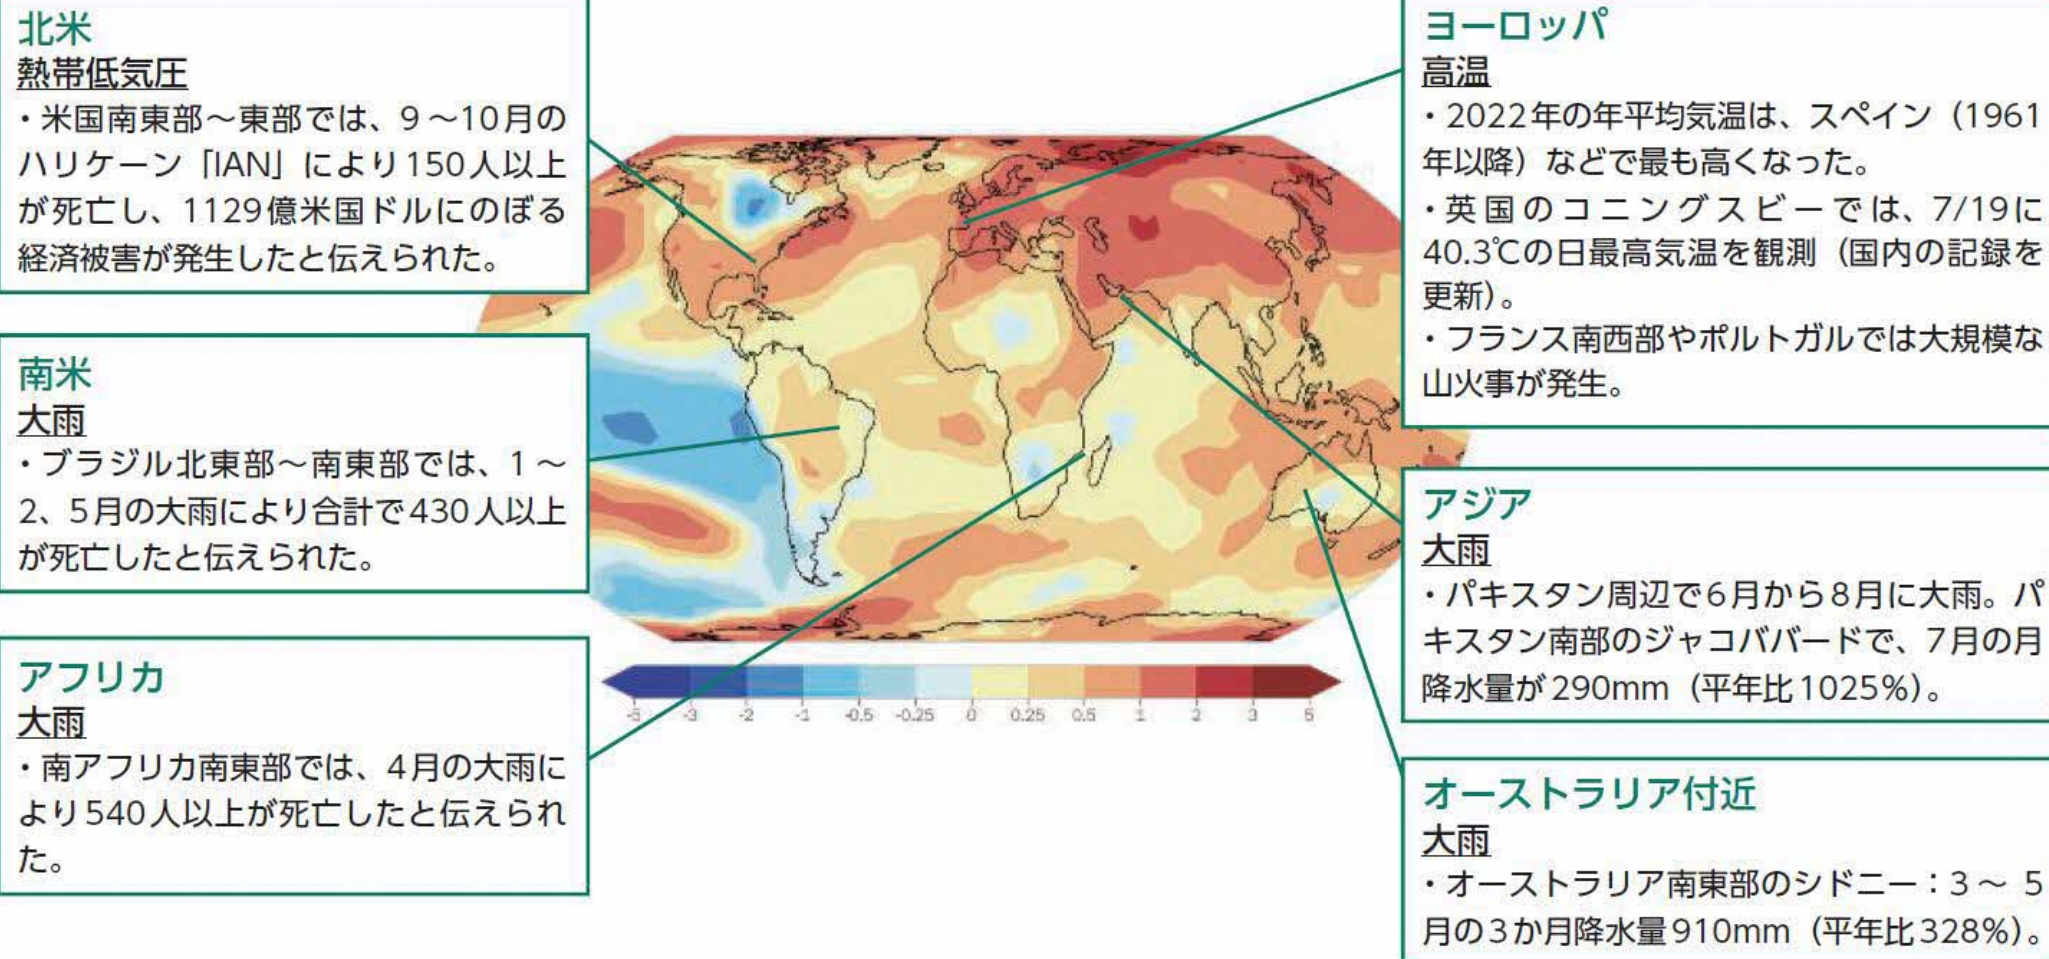 北米
熱帯低気圧
・米国南東部～東部では、9～10月の
ハリケーン「IAN」により150人以上
が死亡し、1129億米国ドルにのぼる
経済被害が発生したと伝えられた。
南米
大雨
・ブラジル北東部～南東部では、1～
2、5月の大雨により合計で430人以上
が死亡したと伝えられた。
アフリカ
大雨
・南アフリカ南東部では、4月の大雨に
より540人以上が死亡したと伝えられ
た。
-5 -3 -2 -1 -0.5 -0.25 0 0.25 0.5 1 2 3 5
ヨーロッパ
高温
・2022年の年平均気温は、スペイン（1961
年以降）などで最も高くなった。
・英国のコニングスビーでは、7/19に
40.3℃の日最高気温を観測（国内の記録を
更新）。
・フランス南西部やポルトガルでは大規模な
山火事が発生。
アジア
大雨
・パキスタン周辺で6月から8月に大雨。パ
キスタン南部のジャコババードで、7月の月
降水量が290mm（平年比1025%）。
オーストラリア付近
大雨
・オーストラリア南東部のシドニー：3～5
月の3か月降水量910mm（平年比328%）。